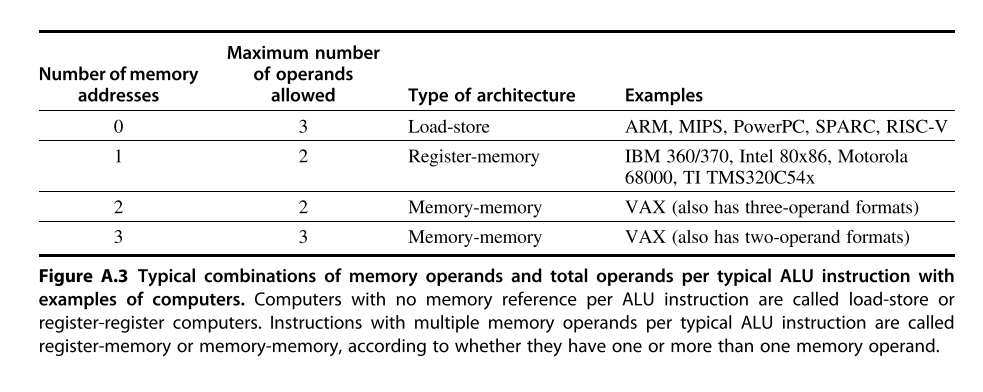 Number of memory addresses
Maximum number of operands allowed
Type of architecture
Examples
0 3 Load-store ARM, MIPS, PowerPC, SPARC, RISC-V
1 2 Register-memory IBM 360/370, Intel 80x86, Motorola
68000, TI TMS320C54x
2 2 Memory-memory VAX (also has three-operand formats)
3 3 Memory-memory VAX (also has two-operand formats)
Figure A.3 Typical combinations of memory operands and total operands per typical ALU instruction with
examples of computers. Computers with no memory reference per ALU instruction are called load-store or
register-register computers. Instructions with multiple memory operands per typical ALU instruction are called
register-memory or memory-memory, according to whether they have one or more than one memory operand.